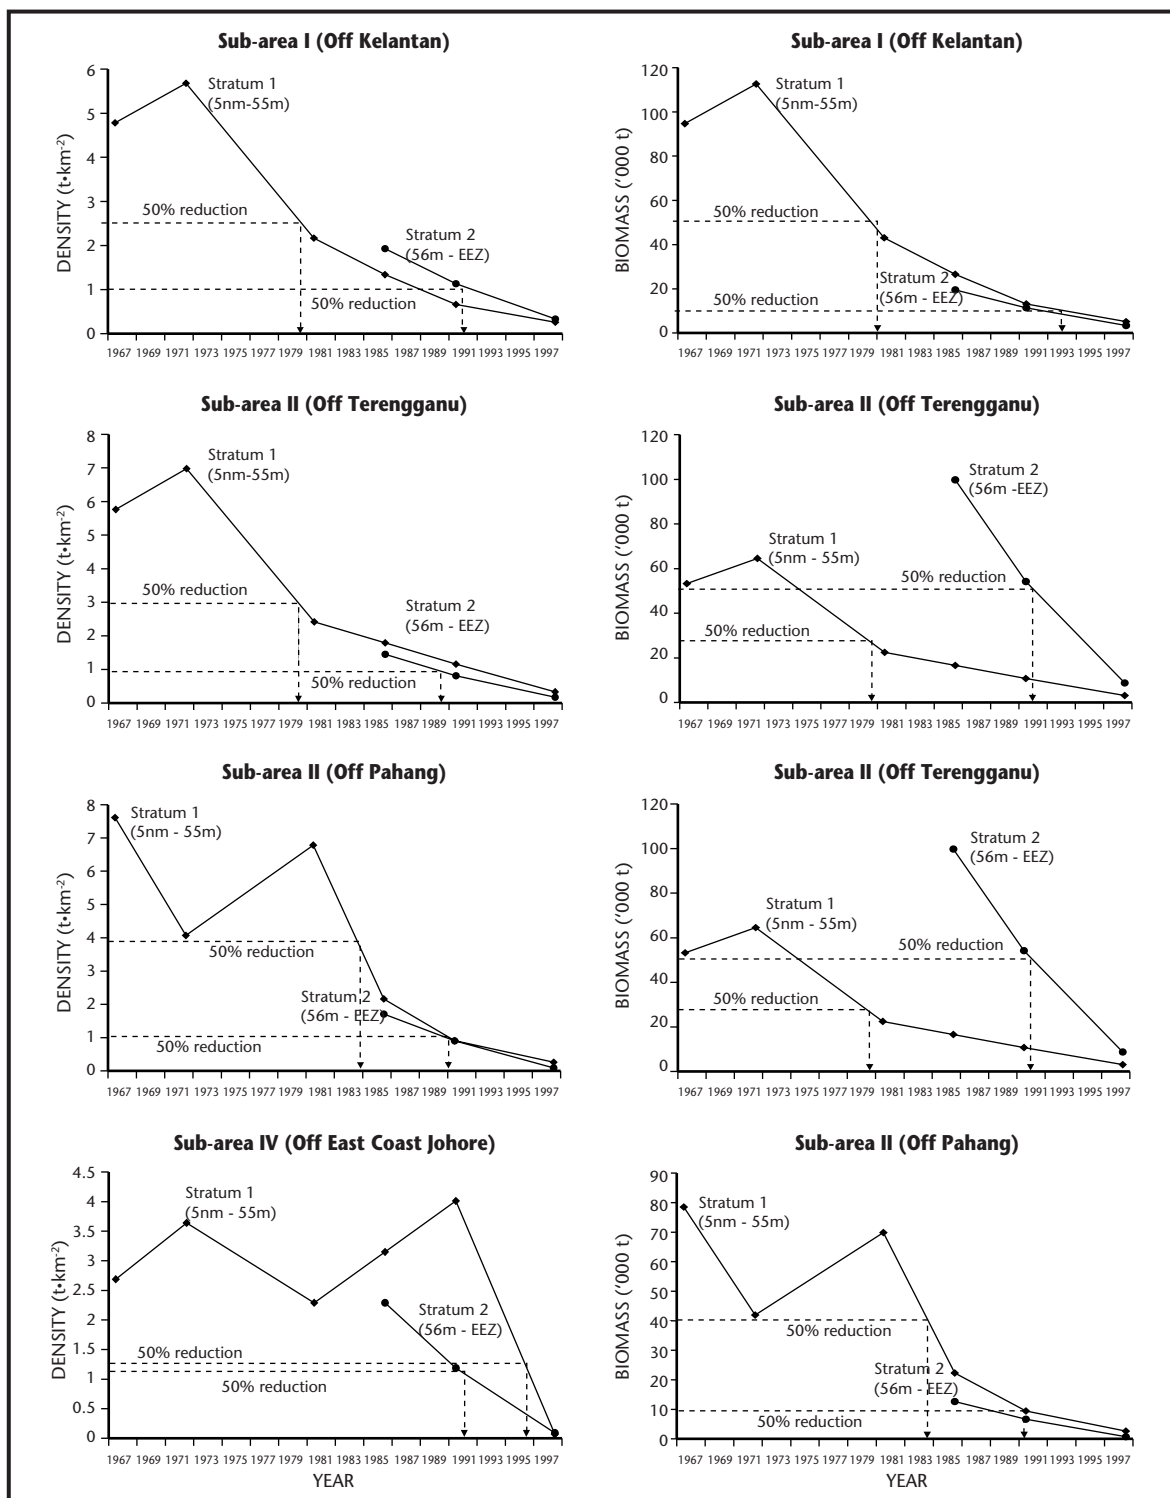 Sub-area I (Off Kelantan)
DENSITY (t•km-2)
6
5
4
3
2
1
0
Stratum 1
(5nm-55m)
50% reduction
Stratum 2
(56m - EEZ)
50% reduction
1967 1969 1971 1973 1975 1977 1979 1981 1983 1985 1987 1989 1991 1993 1995 1997
Sub-area I (Off Kelantan)
BIOMASS ('000 t)
120
100
80
60
40
20
0
Stratum 1
(5nm-55m)
50% reduction
Stratum 2
(56m - EEZ)
50% reduction
1967 1969 1971 1973 1975 1977 1979 1981 1983 1985 1987 1989 1991 1993 1995 1997
Sub-area II (Off Terengganu)
DENSITY (t•km-2)
8
7
6
5
4
3
2
1
0
Stratum 1
(5nm-55m)
50% reduction
Stratum 2
(56m - EEZ)
50% reduction
1967 1969 1971 1973 1975 1977 1979 1981 1983 1985 1987 1989 1991 1993 1995 1997
Sub-area II (Off Terengganu)
BIOMASS ('000 t)
120
100
80
60
40
20
0
Stratum 2
(56m -EEZ)
Stratum 1
(5nm - 55m)
50% reduction
50% reduction
1967 1969 1971 1973 1975 1977 1979 1981 1983 1985 1987 1989 1991 1993 1995 1997
Sub-area II (Off Pahang)
DENSITY (t•km-2)
8
7
6
5
4
3
2
1
0
Stratum 1
(5nm - 55m)
50% reduction
Stratum 2
(56m - EEZ)
50% reduction
1967 1969 1971 1973 1975 1977 1979 1981 1983 1985 1987 1989 1991 1993 1995 1997
Sub-area II (Off Terengganu)
BIOMASS ('000 t)
120
100
80
60
40
20
0
Stratum 2
(56m - EEZ)
Stratum 1
(5nm - 55m)
50% reduction
50% reduction
1967 1969 1971 1973 1975 1977 1979 1981 1983 1985 1987 1989 1991 1993 1995 1997
Sub-area IV (Off East Coast Johore)
DENSITY (t•km-2)
4.5
4
3.5
3
2.5
2
1.5
1
0.5
0
Stratum 1
(5nm - 55m)
Stratum 2
(56m - EEZ)
50% reduction
50% reduction
1967 1969 1971 1973 1975 1977 1979 1981 1983 1985 1987 1989 1991 1993 1995 1997
YEAR
Sub-area II (Off Pahang)
BIOMASS ('000 t)
90
80
70
60
50
40
30
20
10
0
Stratum 1
(5nm - 55m)
50% reduction
Stratum 2
(56m - EEZ)
50% reduction
1967 1969 1971 1973 1975 1977 1979 1981 1983 1985 1987 1989 1991 1993 1995 1997
YEAR